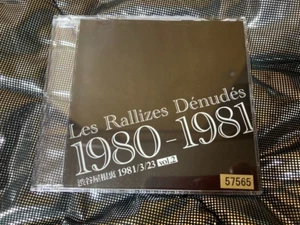 Les Rallizes Dénudés
1980-1981
渋谷屋根裏 1981/3/23 vol.2
57565